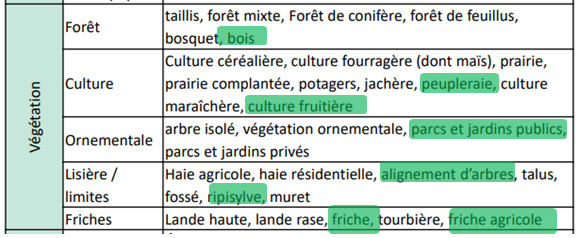 Végétation
Forêt
taillis, forêt mixte, Forêt de conifère, forêt de feuillus,
bosquet, bois
Culture
Culture céréalière, culture fourragère (dont maïs), prairie,
prairie complantée, potagers, jachère, peupleraie, culture
maraîchère, culture fruitière
Ornementale
arbre isolé, végétation ornementale, parcs et jardins publics,
parcs et jardins privés
Lisière /
limites
Haie agricole, haie résidentielle, alignement d’arbres, talus,
fossé, ripisylve, muret
Friches
Lande haute, lande rase, friche, tourbière, friche agricole